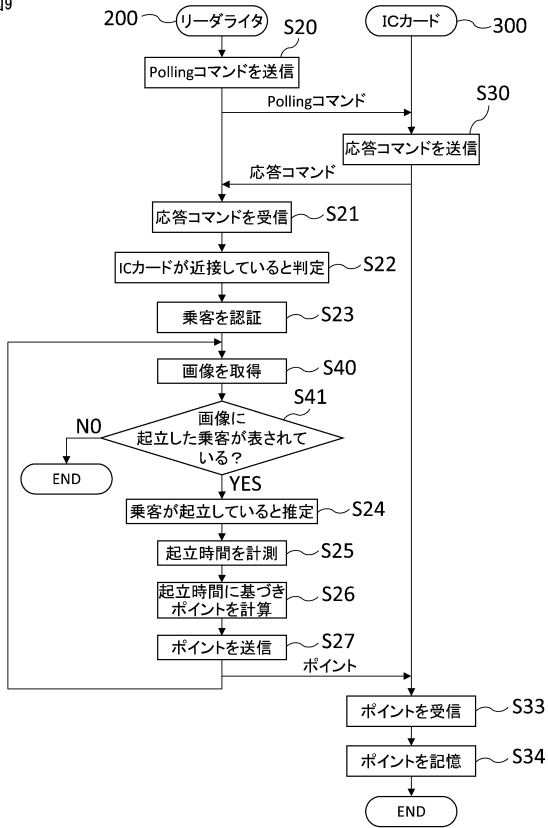 図9
200 リーダライタ S20
ICカード 300
Pollingコマンドを送信
Pollingコマンド
S30
応答コマンドを送信
応答コマンド
応答コマンドを受信 S21
ICカードが近接していると判定 S22
乗客を認証 S23
画像を取得 S40
S41
画像に
起立した乗客が表されて
いる?
NO
END
YES
乗客が起立していると推定 S24
起立時間を計測 S25
起立時間に基づき
ポイントを計算
S26
ポイントを送信 S27
ポイント
ポイントを受信 S33
ポイントを記憶 S34
END